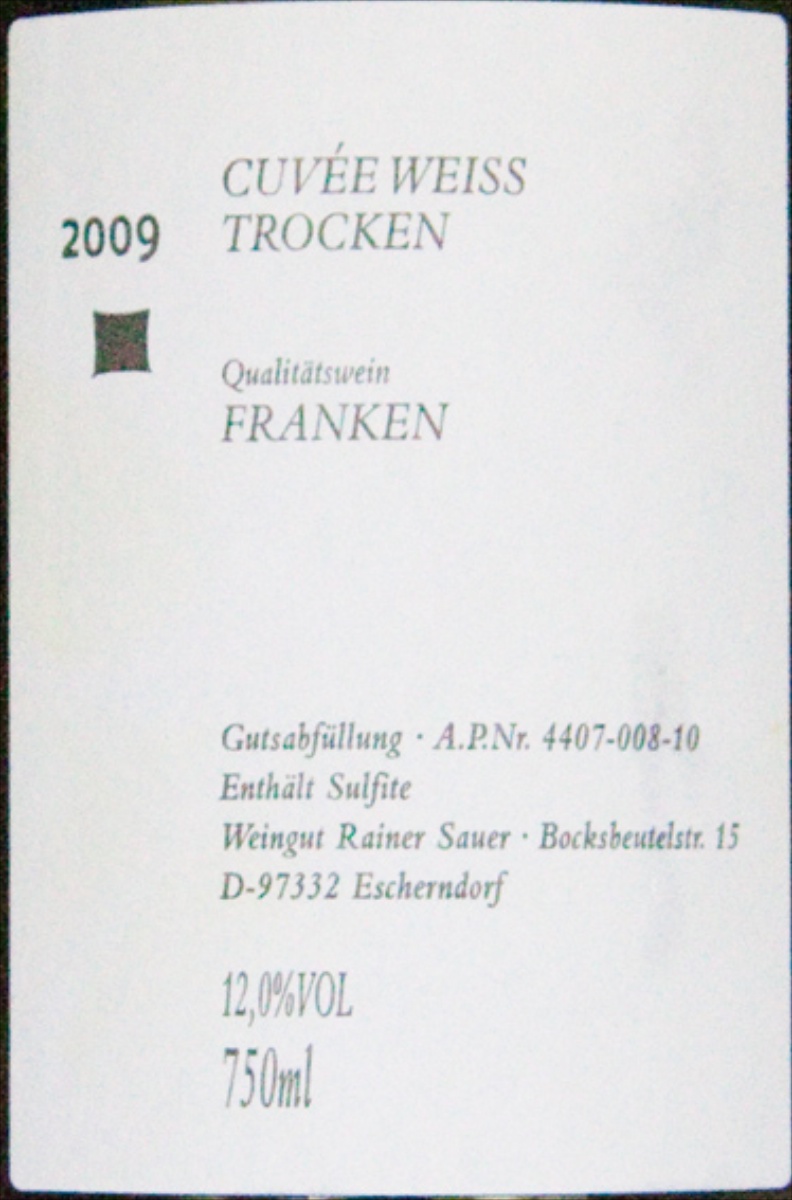 CUVÉE WEISS
2009 TROCKEN
Qualitätswein
FRANKEN
Gutsabfüllung · A.P.Nr. 4407-008-10
Enthält Sulfite
Weingut Rainer Sauer · Bocksbeutelstr. 15
D-97332 Escherndorf
12,0%VOL
750ml